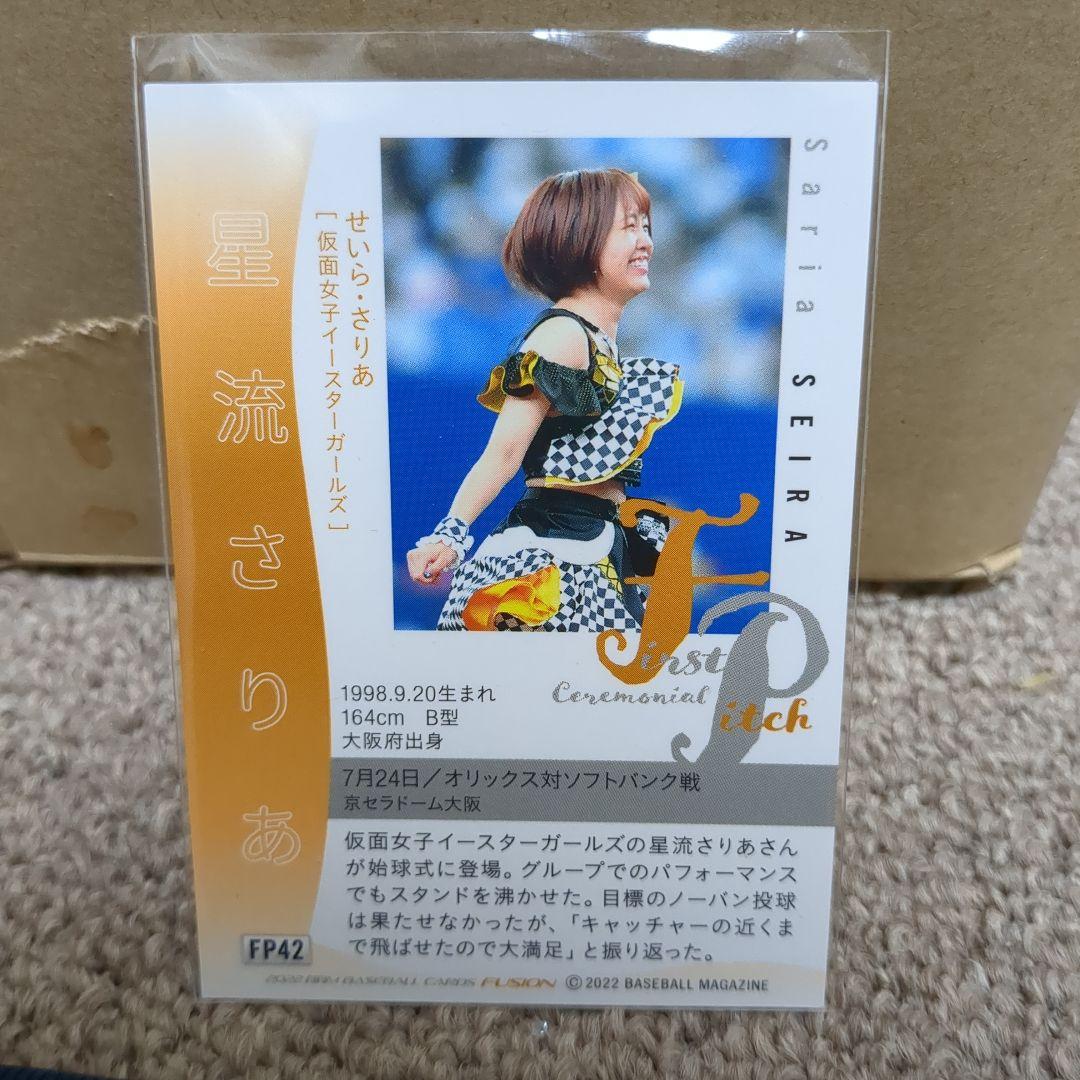 星流さりあ
せいら・さりあ
[仮面女子イースターガールズ]
Saria SEIRA
First
Ceremonial
Pitch
1998.9.20生まれ
164cm B型
大阪府出身
7月24日/オリックス対ソフトバンク戦
京セラドーム大阪
仮面女子イースターガールズの星流さりあさん
が始球式に登場。グループでのパフォーマンス
でもスタンドを沸かせた。目標のノーバン投球
は果たせなかったが、「キャッチャーの近くま
で飛ばせたので大満足」と振り返った。
FP42
2022 BBM BASEBALL CARDS FUSION ©2022 BASEBALL MAGAZINE